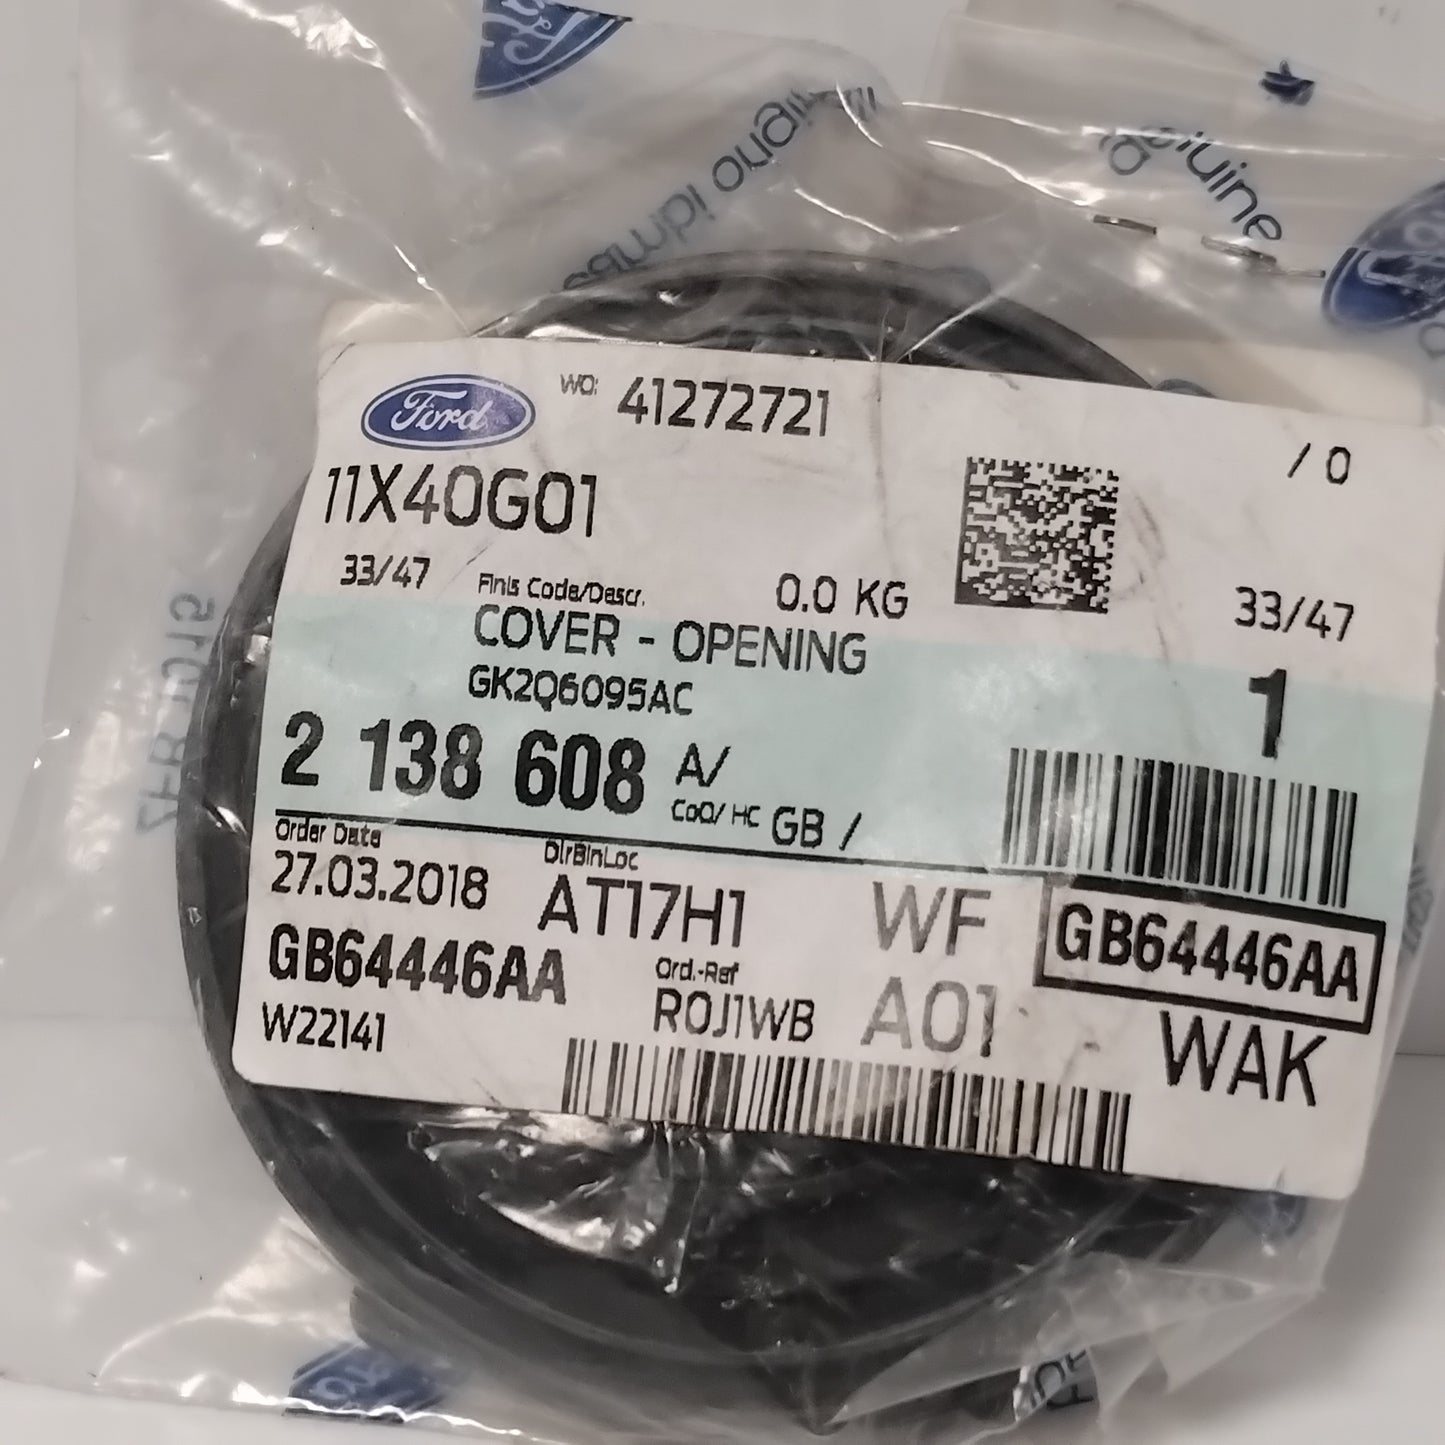 Genuine
Ford
WO: 41272721
/ 0
11X40G01
33/47
Finis Code/Descr.
0.0 KG
33/47
COVER - OPENING
GK2Q6095AC
1
2 138 608 A/
CoO/ HC GB /
Order Date
27.03.2018
DlrBinLoc
AT17H1
WF
GB64446AA
GB64446AA
Ord.-Ref
ROJ1WB
A01
WAK
W22141